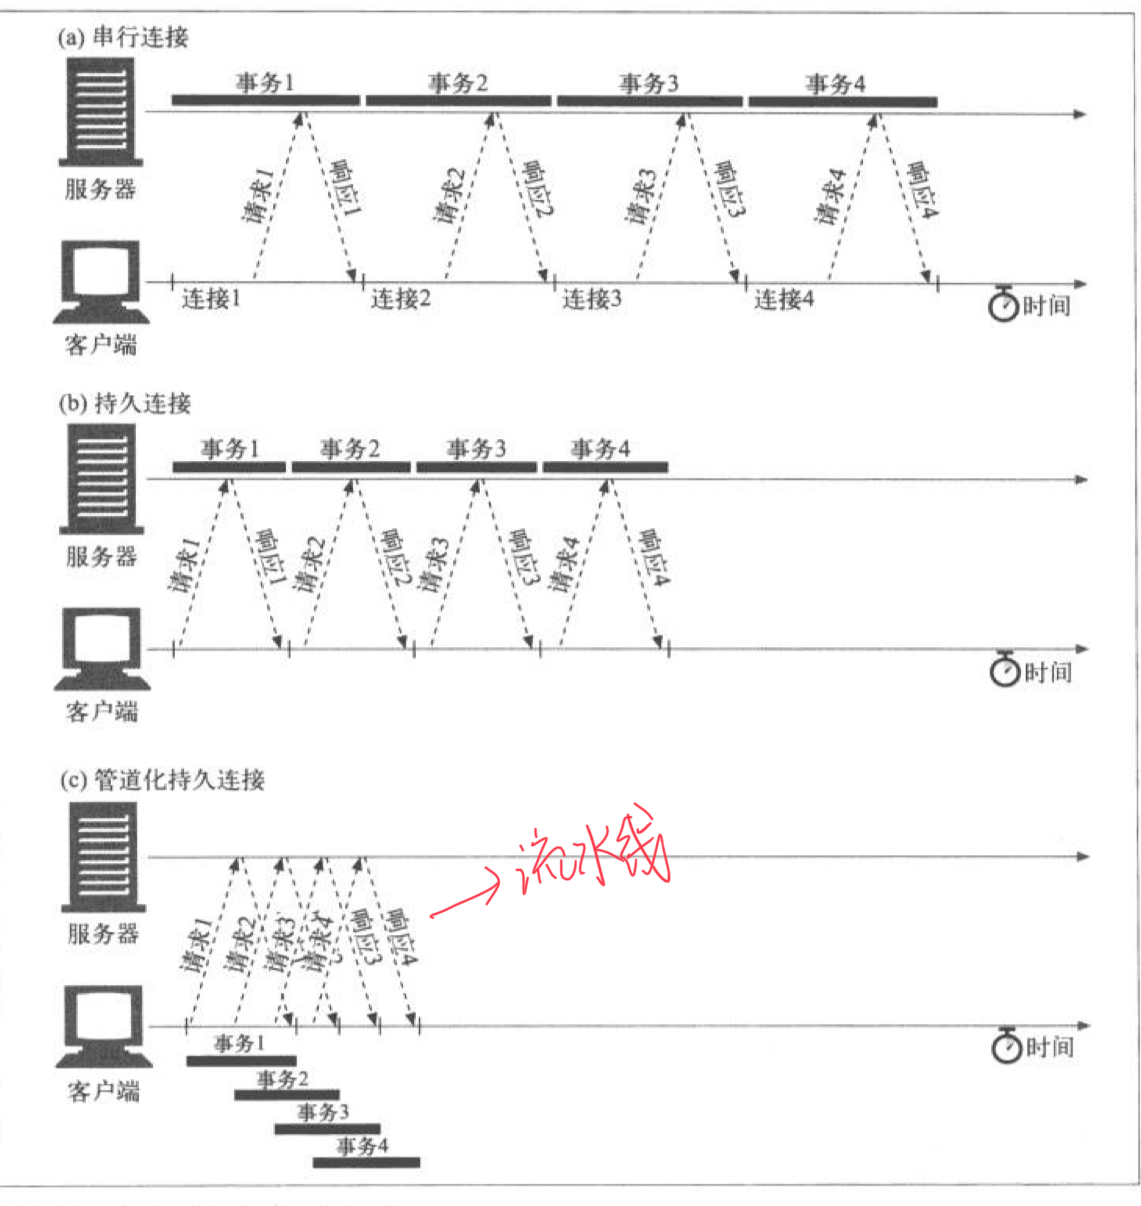 (a) 串行连接
事务1 事务2 事务3 事务4
服务器
请求1 响应1 请求2 响应2 请求3 响应3 请求4 响应4
连接1 连接2 连接3 连接4
时间
客户端
(b) 持久连接
事务1 事务2 事务3 事务4
服务器
请求1 响应1 请求2 响应2 请求3 响应3 请求4 响应4
时间
客户端
(c) 管道化持久连接
流水线
服务器
请求1 请求2 请求3 请求4 响应3 响应4
时间
客户端
事务1
事务2
事务3
事务4